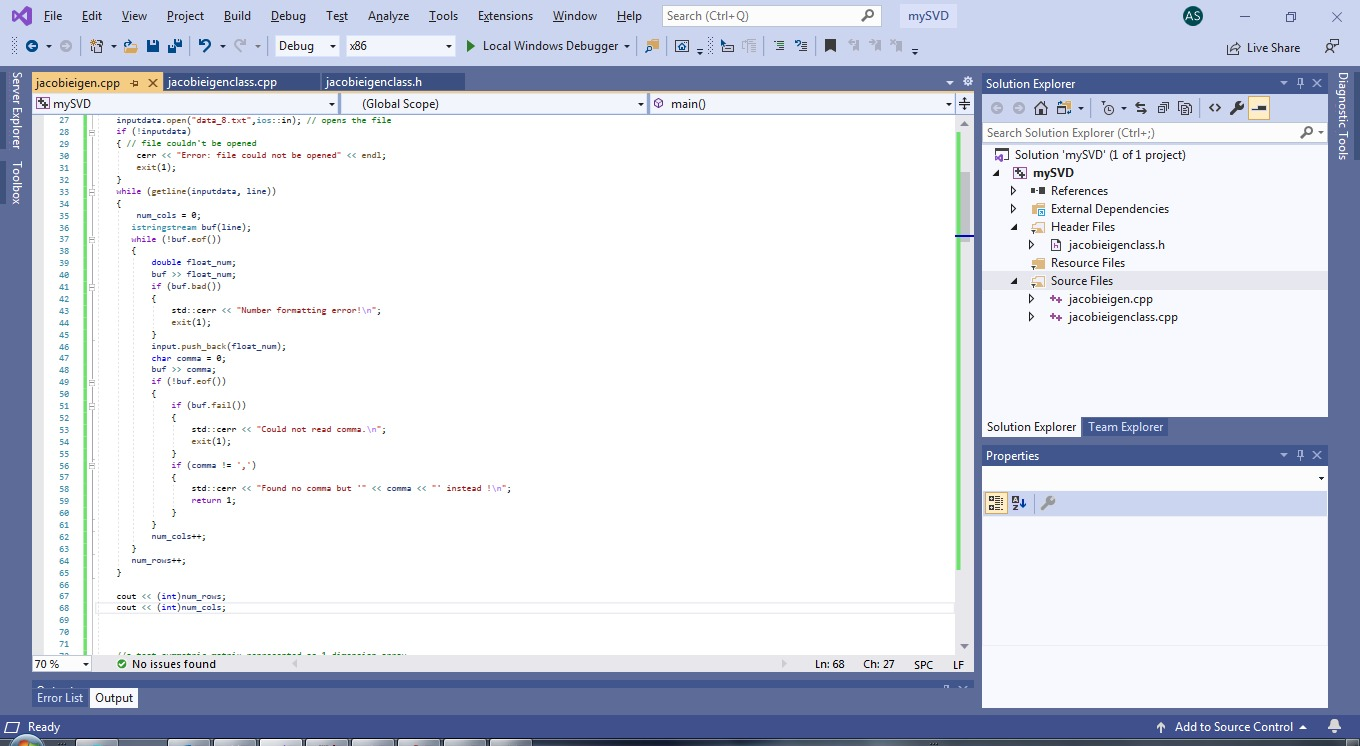 File Edit View Project Build Debug Test Analyze Tools Extensions Window Help Search (Ctrl+Q) mySVD AS
Debug x86 Local Windows Debugger Live Share
Server Explorer
Toolbox
jacobieigen.cpp jacobieigenclass.cpp jacobieigenclass.h
mySVD (Global Scope) main()
27 inputdata.open("data_8.txt",ios::in); // opens the file
28 if (!inputdata)
29 { // file couldn't be opened
30 cerr << "Error: file could not be opened" << endl;
31 exit(1);
32 }
33 while (getline(inputdata, line))
34 {
35 num_cols = 0;
36 istringstream buf(line);
37 while (!buf.eof())
38 {
39 double float_num;
40 buf >> float_num;
41 if (buf.bad())
42 {
43 std::cerr << "Number formatting error!\n";
44 exit(1);
45 }
46 input.push_back(float_num);
47 char comma = 0;
48 buf >> comma;
49 if (!buf.eof())
50 {
51 if (buf.fail())
52 {
53 std::cerr << "Could not read comma.\n";
54 exit(1);
55 }
56 if (comma != ',')
57 {
58 std::cerr << "Found no comma but '" << comma << "' instead !\n";
59 return 1;
60 }
61 }
62 num_cols++;
63 }
64 num_rows++;
65 }
66
67 cout << (int)num_rows;
68 cout << (int)num_cols;
69
70
71
70 % No issues found Ln: 68 Ch: 27 SPC LF
Error List Output
Solution Explorer
Search Solution Explorer (Ctrl+;)
Solution 'mySVD' (1 of 1 project)
mySVD
References
External Dependencies
Header Files
jacobieigenclass.h
Resource Files
Source Files
jacobieigen.cpp
jacobieigenclass.cpp
Solution Explorer Team Explorer
Properties
Diagnostic Tools
Ready Add to Source Control